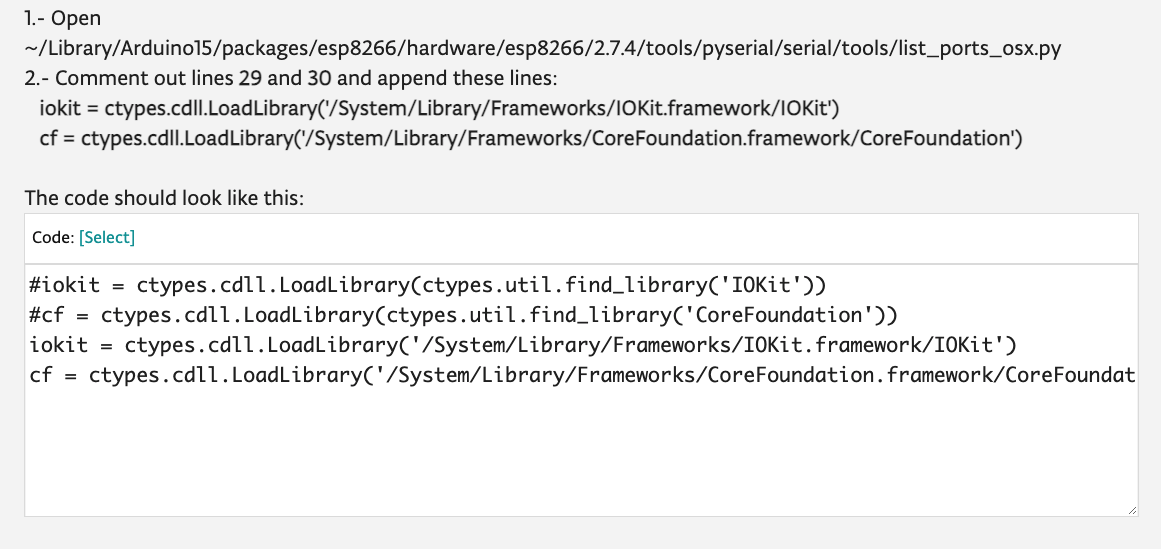 1.- Open
~/Library/Arduino15/packages/esp8266/hardware/esp8266/2.7.4/tools/pyserial/serial/tools/list_ports_osx.py
2.- Comment out lines 29 and 30 and append these lines:
iokit = ctypes.cdll.LoadLibrary('/System/Library/Frameworks/IOKit.framework/IOKit')
cf = ctypes.cdll.LoadLibrary('/System/Library/Frameworks/CoreFoundation.framework/CoreFoundation')
The code should look like this:
Code: [Select]
#iokit = ctypes.cdll.LoadLibrary(ctypes.util.find_library('IOKit'))
#cf = ctypes.cdll.LoadLibrary(ctypes.util.find_library('CoreFoundation'))
iokit = ctypes.cdll.LoadLibrary('/System/Library/Frameworks/IOKit.framework/IOKit')
cf = ctypes.cdll.LoadLibrary('/System/Library/Frameworks/CoreFoundation.framework/CoreFoundat